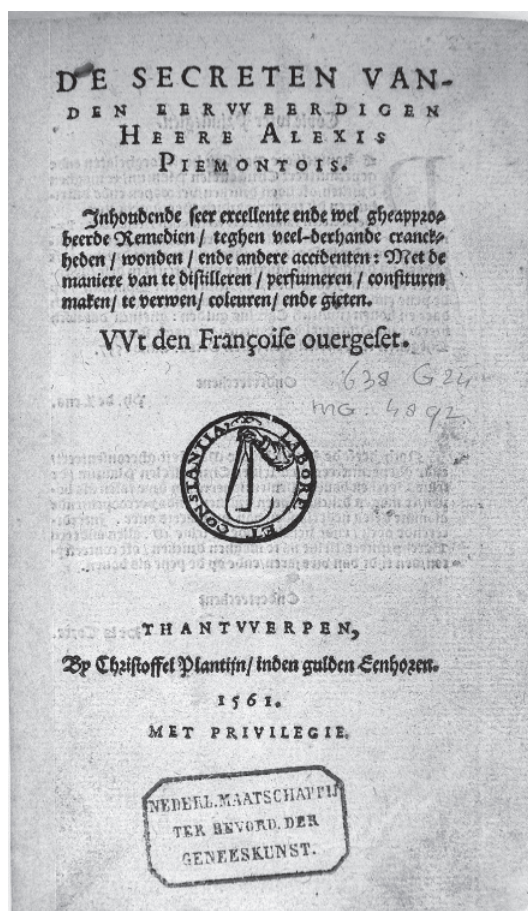 DE SECRETEN VAN-
DEN EERVVEERDIGEN
HEERE ALEXIS
PIEMONTOIS.
Inhoudende seer excellente ende wel gheappro-
beerde Remedien / teghen veel-derhande cranck-
heden / wonden / ende andere accidenten: Met de
maniere van te distilleren / perfumeren / confituren
maken / te verwen / coleuren / ende gieten.
VVt den Françoise ouergeset.
638 G 24
MG 4892
LABORE ET CONSTANTIA
THANTVVERPEN,
By Christoffel Plantijn / inden gulden Eenhoren.
1561.
MET PRIVILEGIE.
NEDERL. MAATSCHAPPIJ
TER BEVORD. DER
GENEESKUNST.